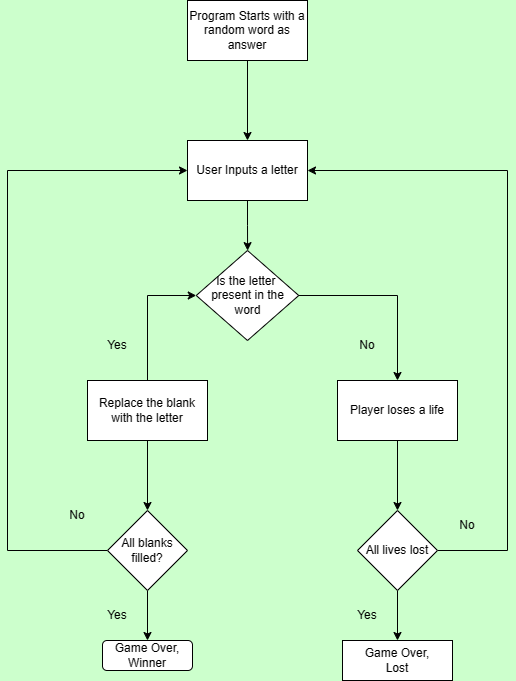 Program Starts with a
random word as
answer
User Inputs a letter
Is the letter
present in the
word
Yes
No
Replace the blank
with the letter
Player loses a life
No
All blanks
filled?
All lives lost
No
Yes
Yes
Game Over,
Winner
Game Over,
Lost